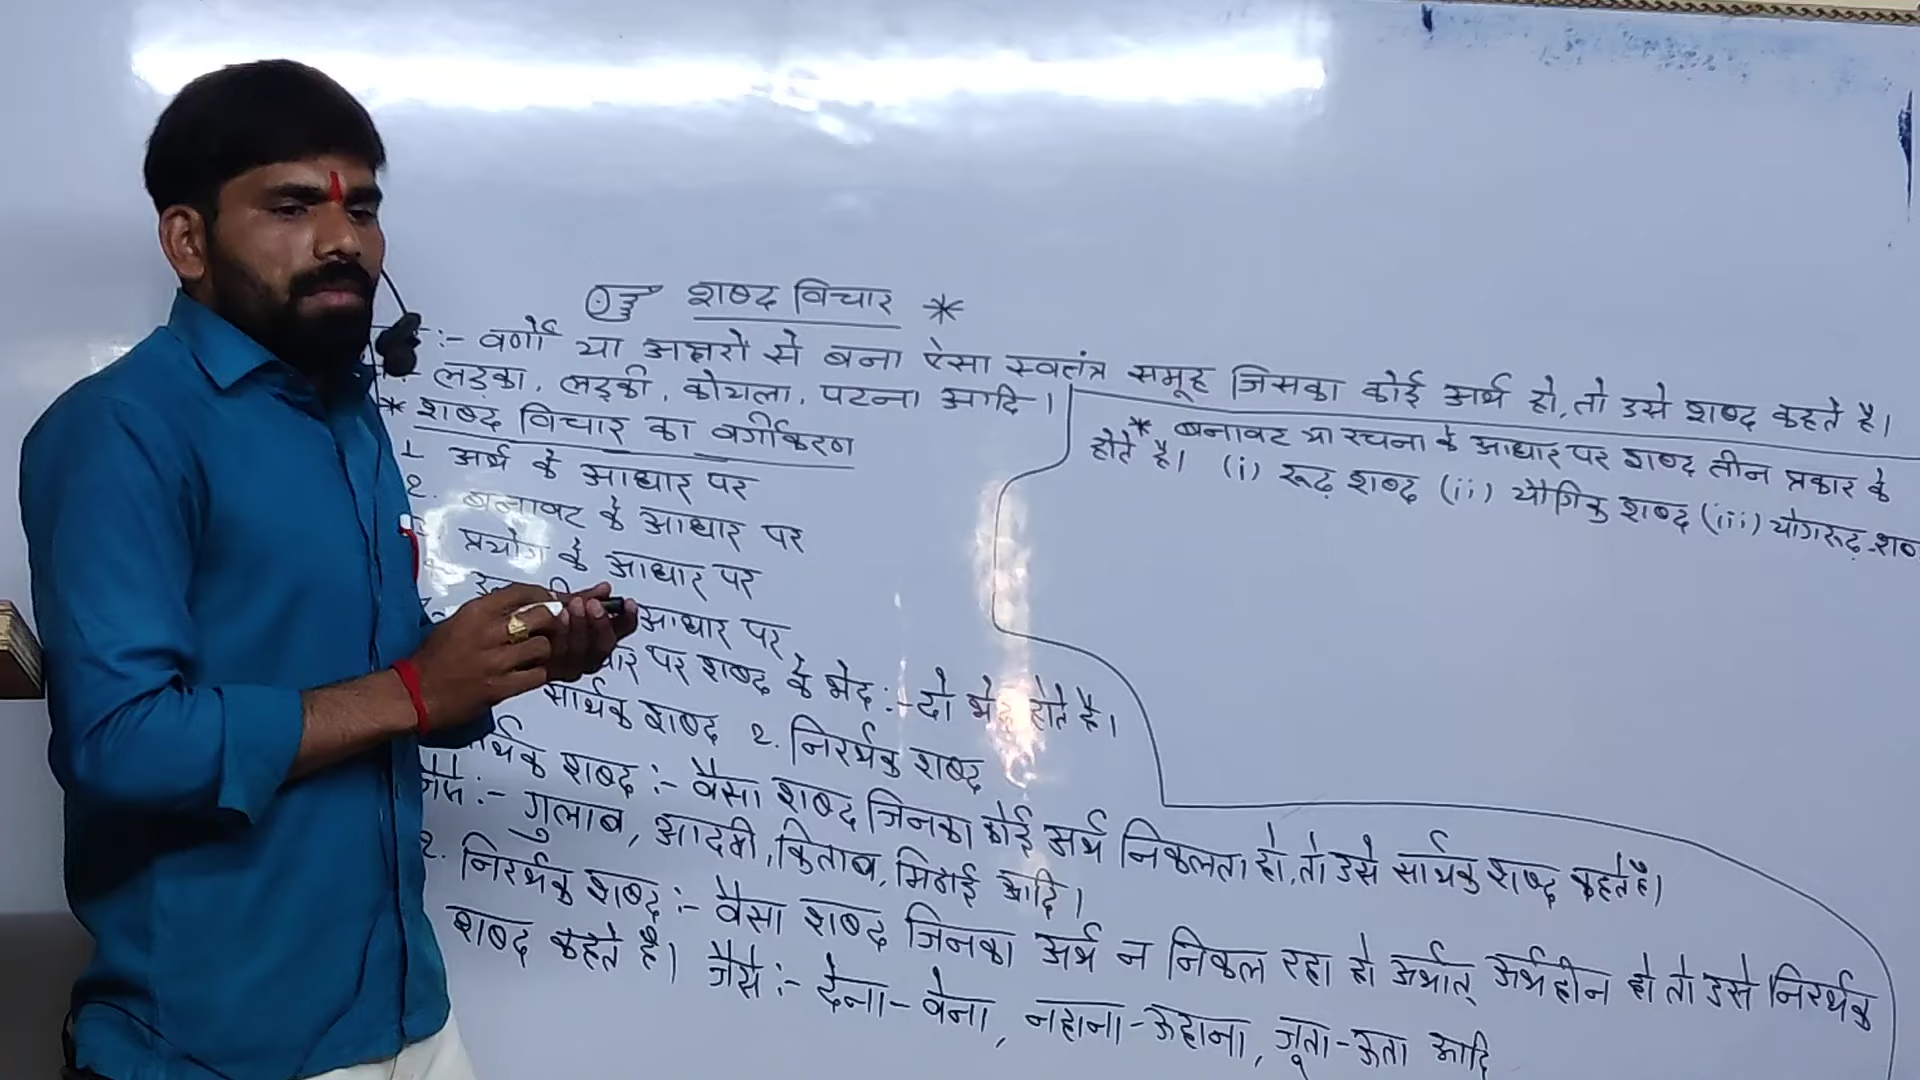 शब्द विचार *
:- वर्णों या अक्षरों से बना ऐसा स्वतंत्र समूह जिसका कोई अर्थ हो, तो उसे शब्द कहते है।
:- लड़का, लड़की, कोयला, पटना आदि।
* शब्द विचार का वर्गीकरण
1. अर्थ के आधार पर
2. बनावट के आधार पर
प्रयोग के आधार पर
आधार पर
पर शब्द के भेद :- दो होते है।
सार्थक शब्द 2. निरर्थक शब्द
शब्द :- वैसा शब्द जिनका कोई अर्थ निकलता हो, तो उसे सार्थक शब्द कहते है।
जैसे :- गुलाब, आदमी, किताब, मिठाई आदि।
2. निरर्थक शब्द :- वैसा शब्द जिनका अर्थ न निकल रहा हो अर्थात् अर्थहीन हो तो उसे निरर्थक
शब्द कहते है। जैसे :- देना-वेना, नहाना-ऊहाना, जूता-ऊता आदि
* बनावट या रचना के आधार पर शब्द तीन प्रकार के
होते है। (i) रूढ़ शब्द (ii) यौगिक शब्द (iii) योगरूढ़